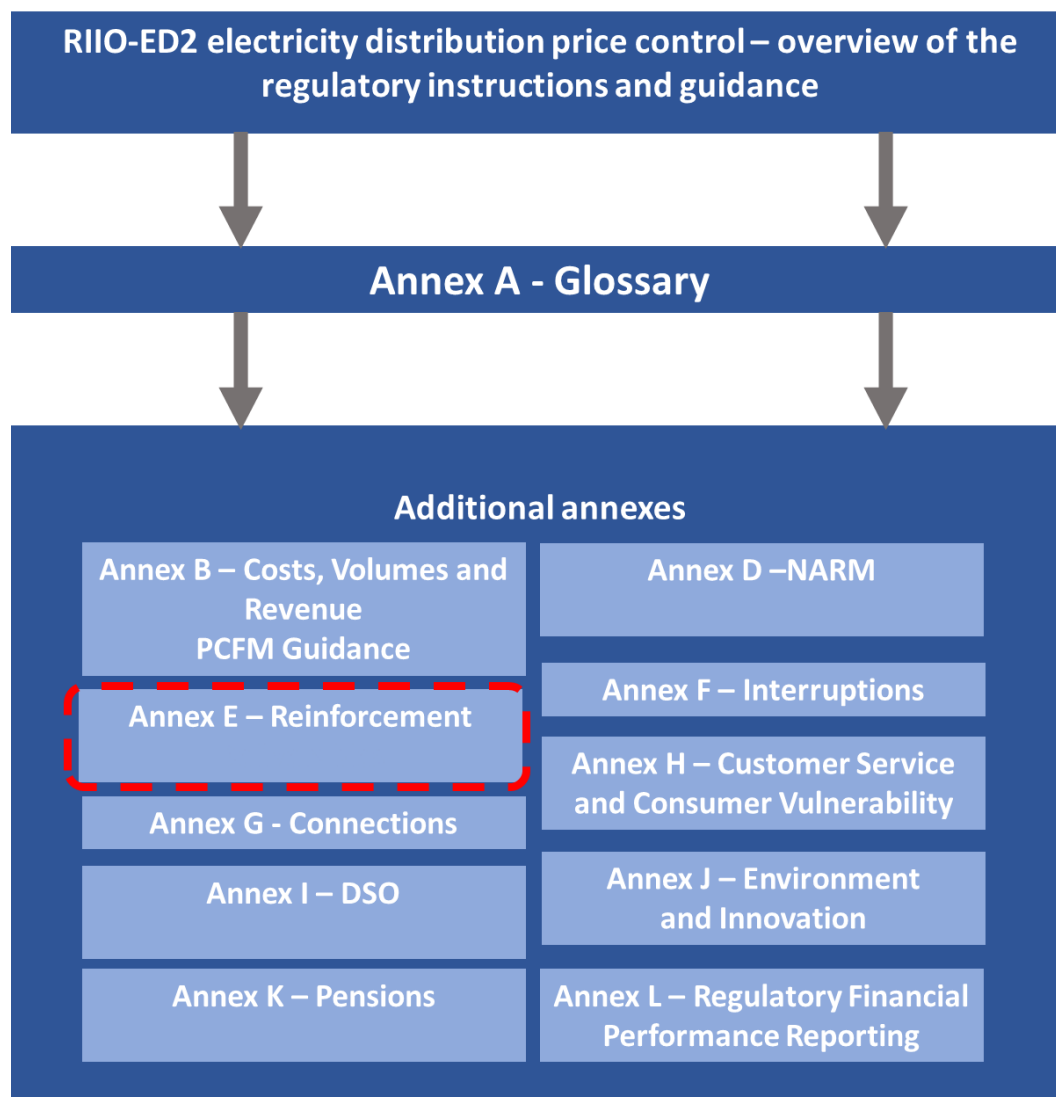 RIIO-ED2 electricity distribution price control – overview of the
regulatory instructions and guidance
Annex A - Glossary
Additional annexes
Annex B – Costs, Volumes and
Revenue
PCFM Guidance
Annex D –NARM
Annex E – Reinforcement
Annex F – Interruptions
Annex G - Connections
Annex H – Customer Service
and Consumer Vulnerability
Annex I – DSO
Annex J – Environment
and Innovation
Annex K – Pensions
Annex L – Regulatory Financial
Performance Reporting